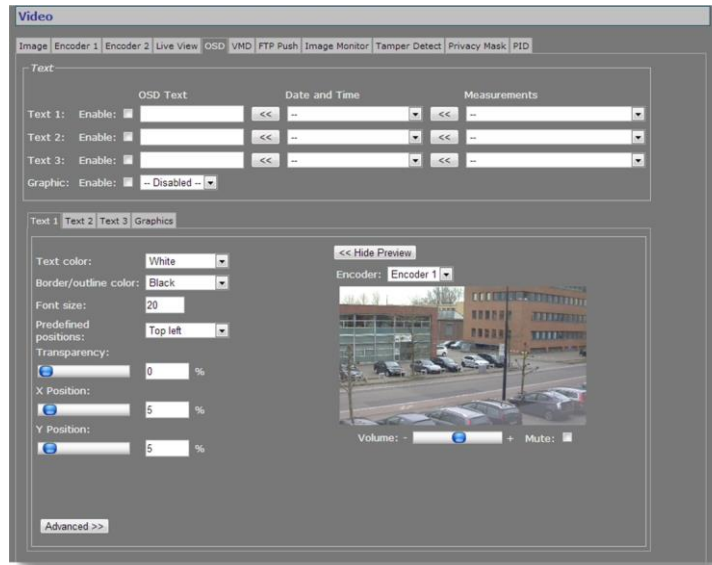 Video
Image Encoder 1 Encoder 2 Live View OSD VMD FTP Push Image Monitor Tamper Detect Privacy Mask PID
Text
OSD Text Date and Time Measurements
Text 1: Enable: << -- << --
Text 2: Enable: << -- << --
Text 3: Enable: << -- << --
Graphic: Enable: -- Disabled --
Text 1 Text 2 Text 3 Graphics
<< Hide Preview
Text color: White
Encoder: Encoder 1
Border/outline color: Black
Font size: 20
Predefined
positions: Top left
Transparency:
0 %
X Position:
5 %
Y Position:
5 %
Volume: - + Mute:
Advanced >>